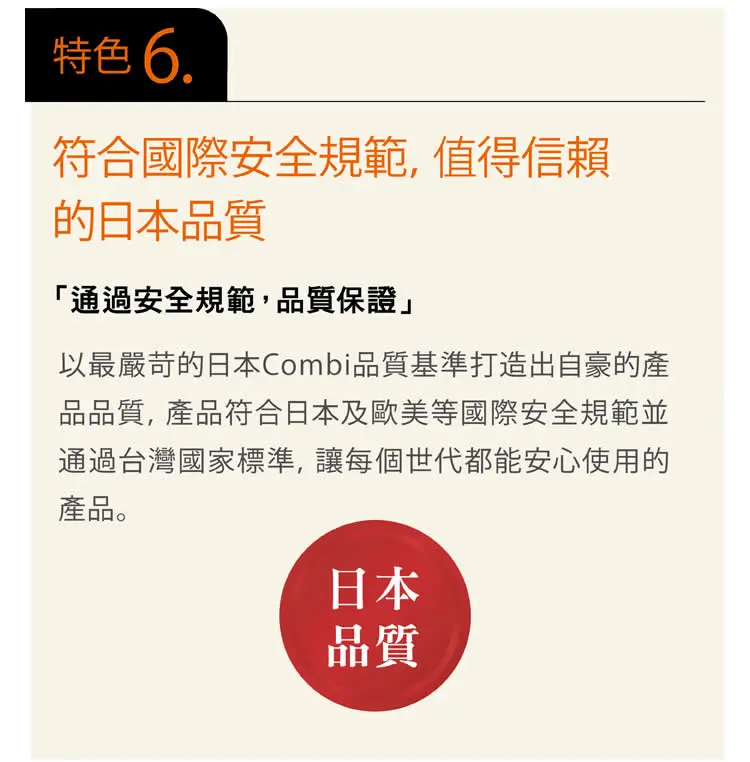 特色 6.
符合國際安全規範, 值得信賴
的日本品質
「通過安全規範，品質保證」
以最嚴苛的日本Combi品質基準打造出自豪的產
品品質, 產品符合日本及歐美等國際安全規範並
通過台灣國家標準, 讓每個世代都能安心使用的
產品。
日本
品質